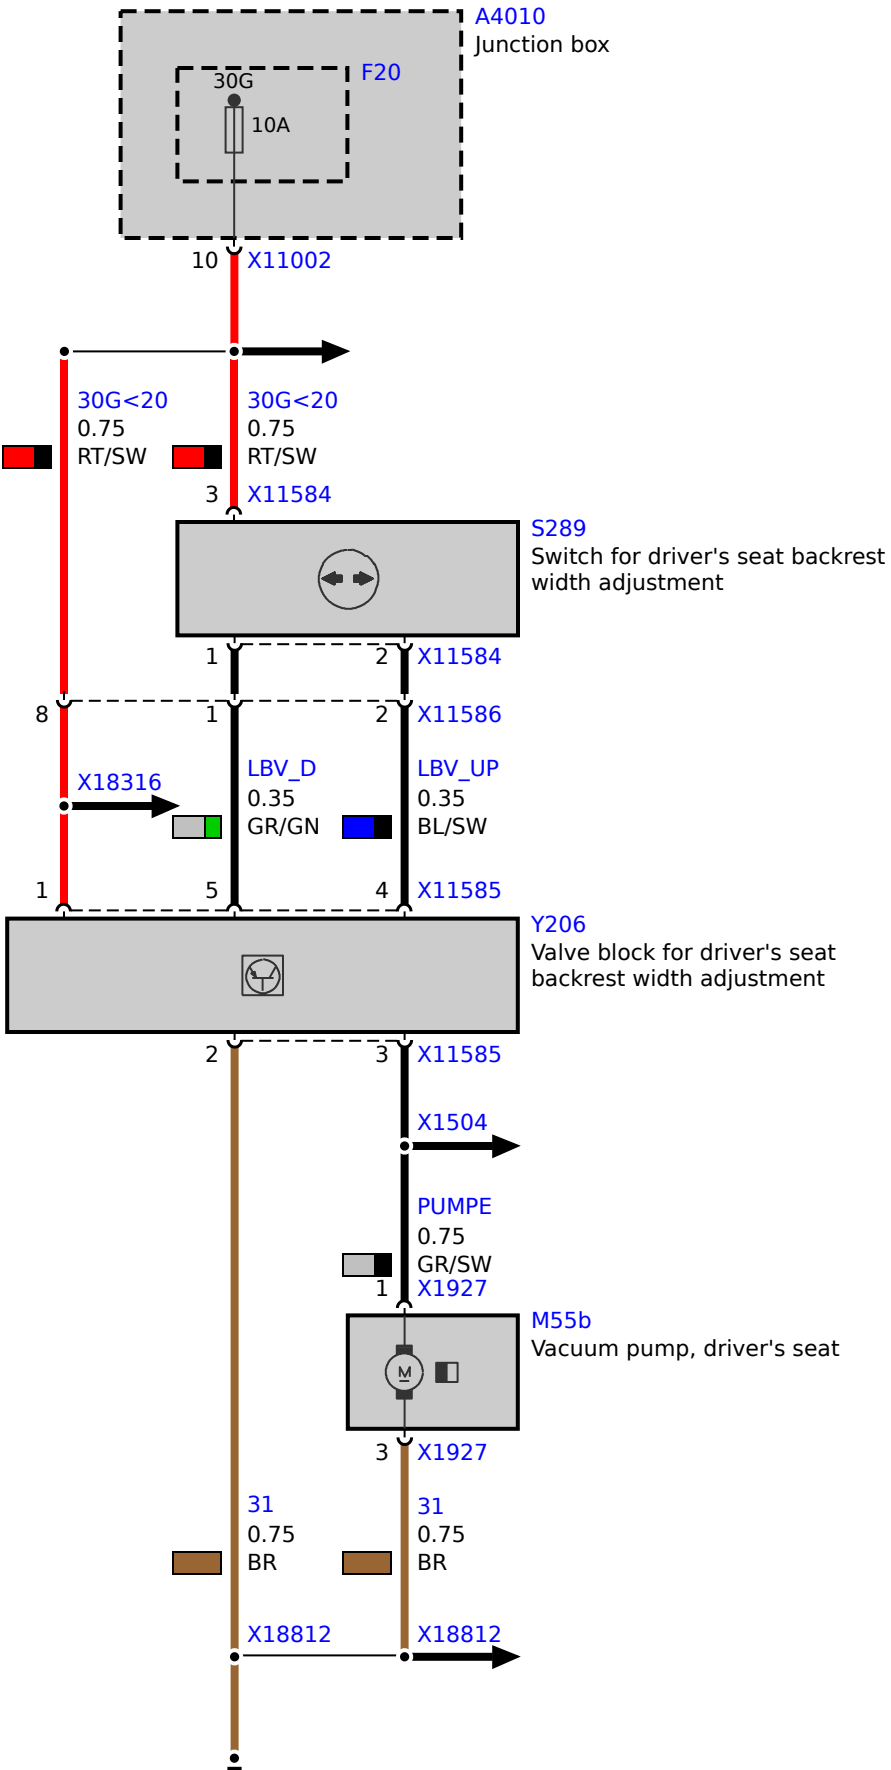 A4010
Junction box
F20
30G
10A
10 X11002
30G<20 30G<20
0.75 0.75
RT/SW RT/SW
3 X11584
S289
Switch for driver's seat backrest
width adjustment
1 2 X11584
8 1 2 X11586
X18316
LBV_D LBV_UP
0.35 0.35
GR/GN BL/SW
1 5 4 X11585
Y206
Valve block for driver's seat
backrest width adjustment
2 3 X11585
X1504
PUMPE
0.75
GR/SW
1 X1927
M55b
Vacuum pump, driver's seat
M
3 X1927
31 31
0.75 0.75
BR BR
X18812 X18812